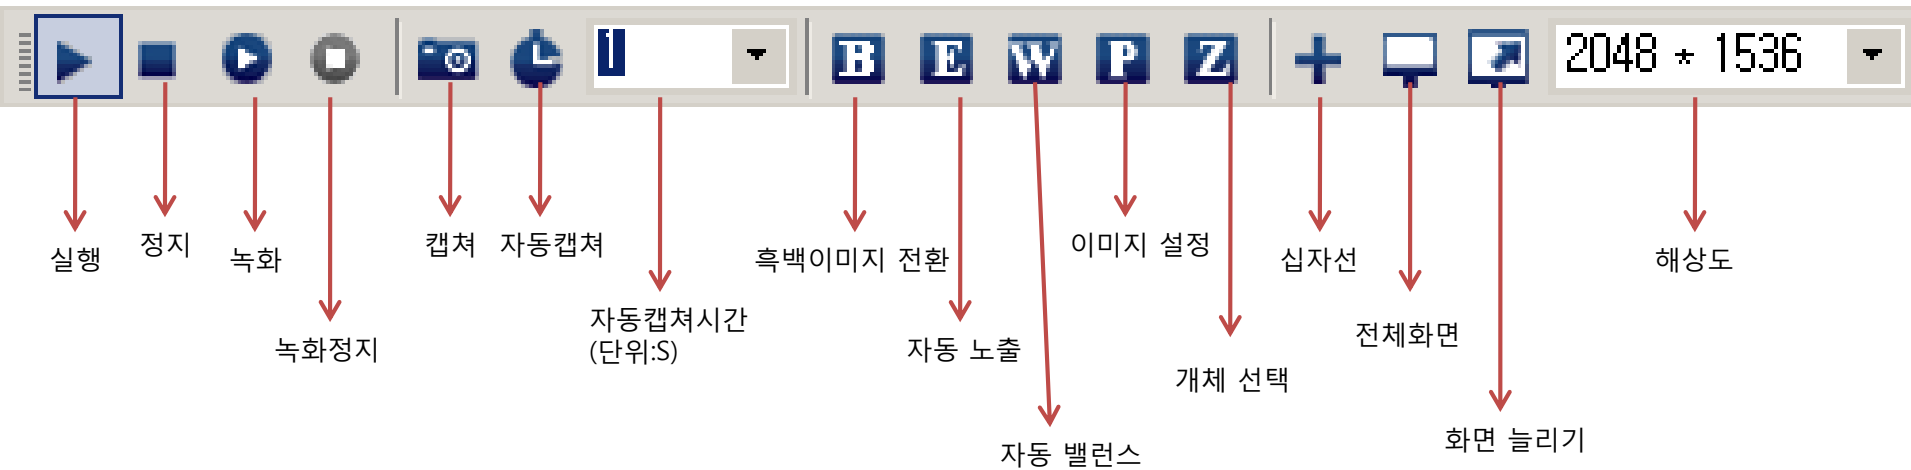 1
B
E
W
P
Z
2048 * 1536
실행
정지
녹화
녹화정지
캡쳐
자동캡쳐
자동캡쳐시간
(단위:S)
흑백이미지 전환
자동 노출
자동 밸런스
이미지 설정
개체 선택
십자선
전체화면
화면 늘리기
해상도